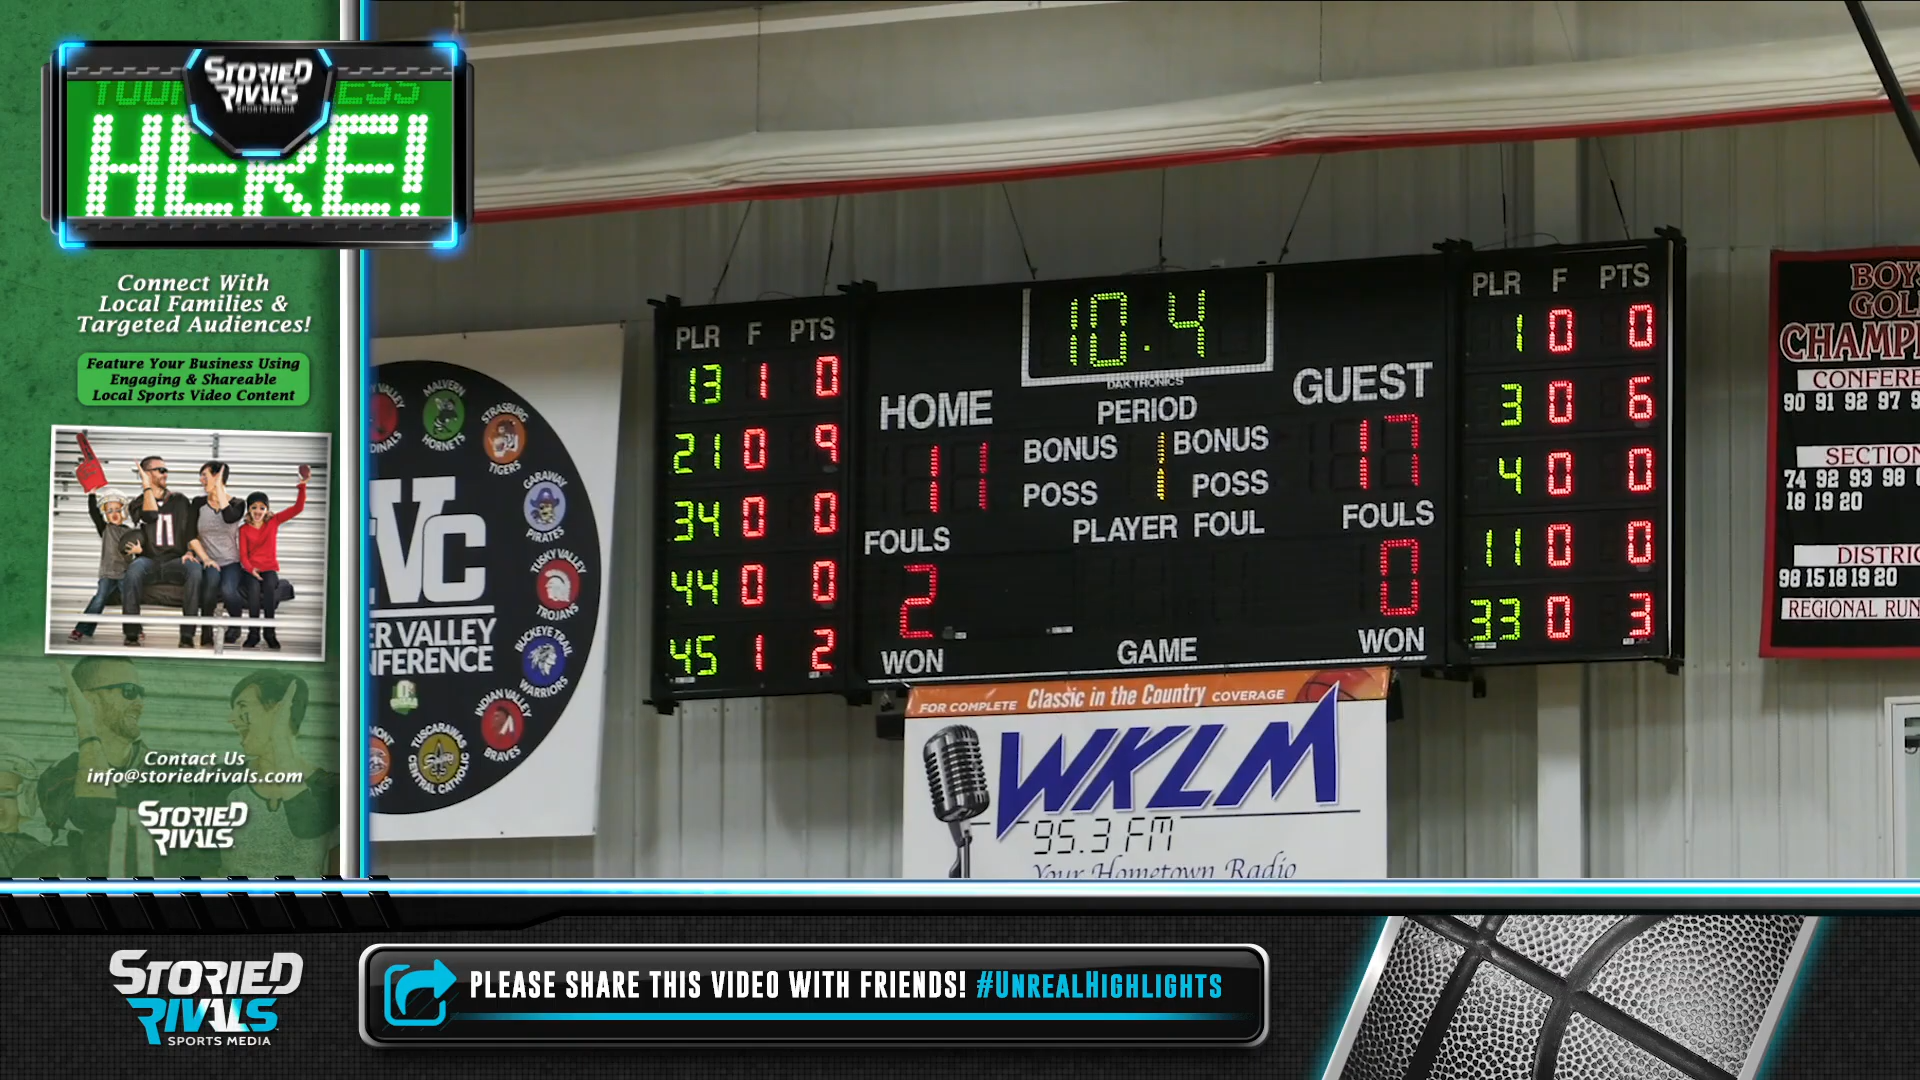 STORIED
RIVALS
SPORTS MEDIA
HERE!
Connect With
Local Families &
Targeted Audiences!
Feature Your Business Using
Engaging & Shareable
Local Sports Video Content
11
Contact Us
info@storiedrivals.com
STORIED
RIVALS
MALVERN
HORNETS
STRASBURG
TIGERS
GARAWAY
PIRATES
TUSKY VALLEY
TROJANS
BUCKEYE TRAIL
WARRIORS
INDIAN VALLEY
BRAVES
TUSCARAWAS
CENTRAL CATHOLIC
VC
VALLEY
PLR F PTS
13 1 0
21 0 9
34 0 0
44 0 0
45 1 2
10.4
DAKTRONICS
HOME PERIOD GUEST
11 BONUS 1 BONUS 17
POSS POSS
FOULS PLAYER FOUL FOULS
2 0
WON GAME WON
PLR F PTS
1 0 0
3 0 6
4 0 0
11 0 0
33 0 3
FOR COMPLETE Classic in the Country COVERAGE
WKLM
95.3 FM
Your Hometown Radio
BOY
GOL
CHAMP
CONFERE
90 91 92 97 9
SECTION
74 92 93 98
18 19 20
DISTRIC
98 15 18 19 20
REGIONAL RUN
STORIED
RIVALS
SPORTS MEDIA
PLEASE SHARE THIS VIDEO WITH FRIENDS! #UNREALHIGHLIGHTS